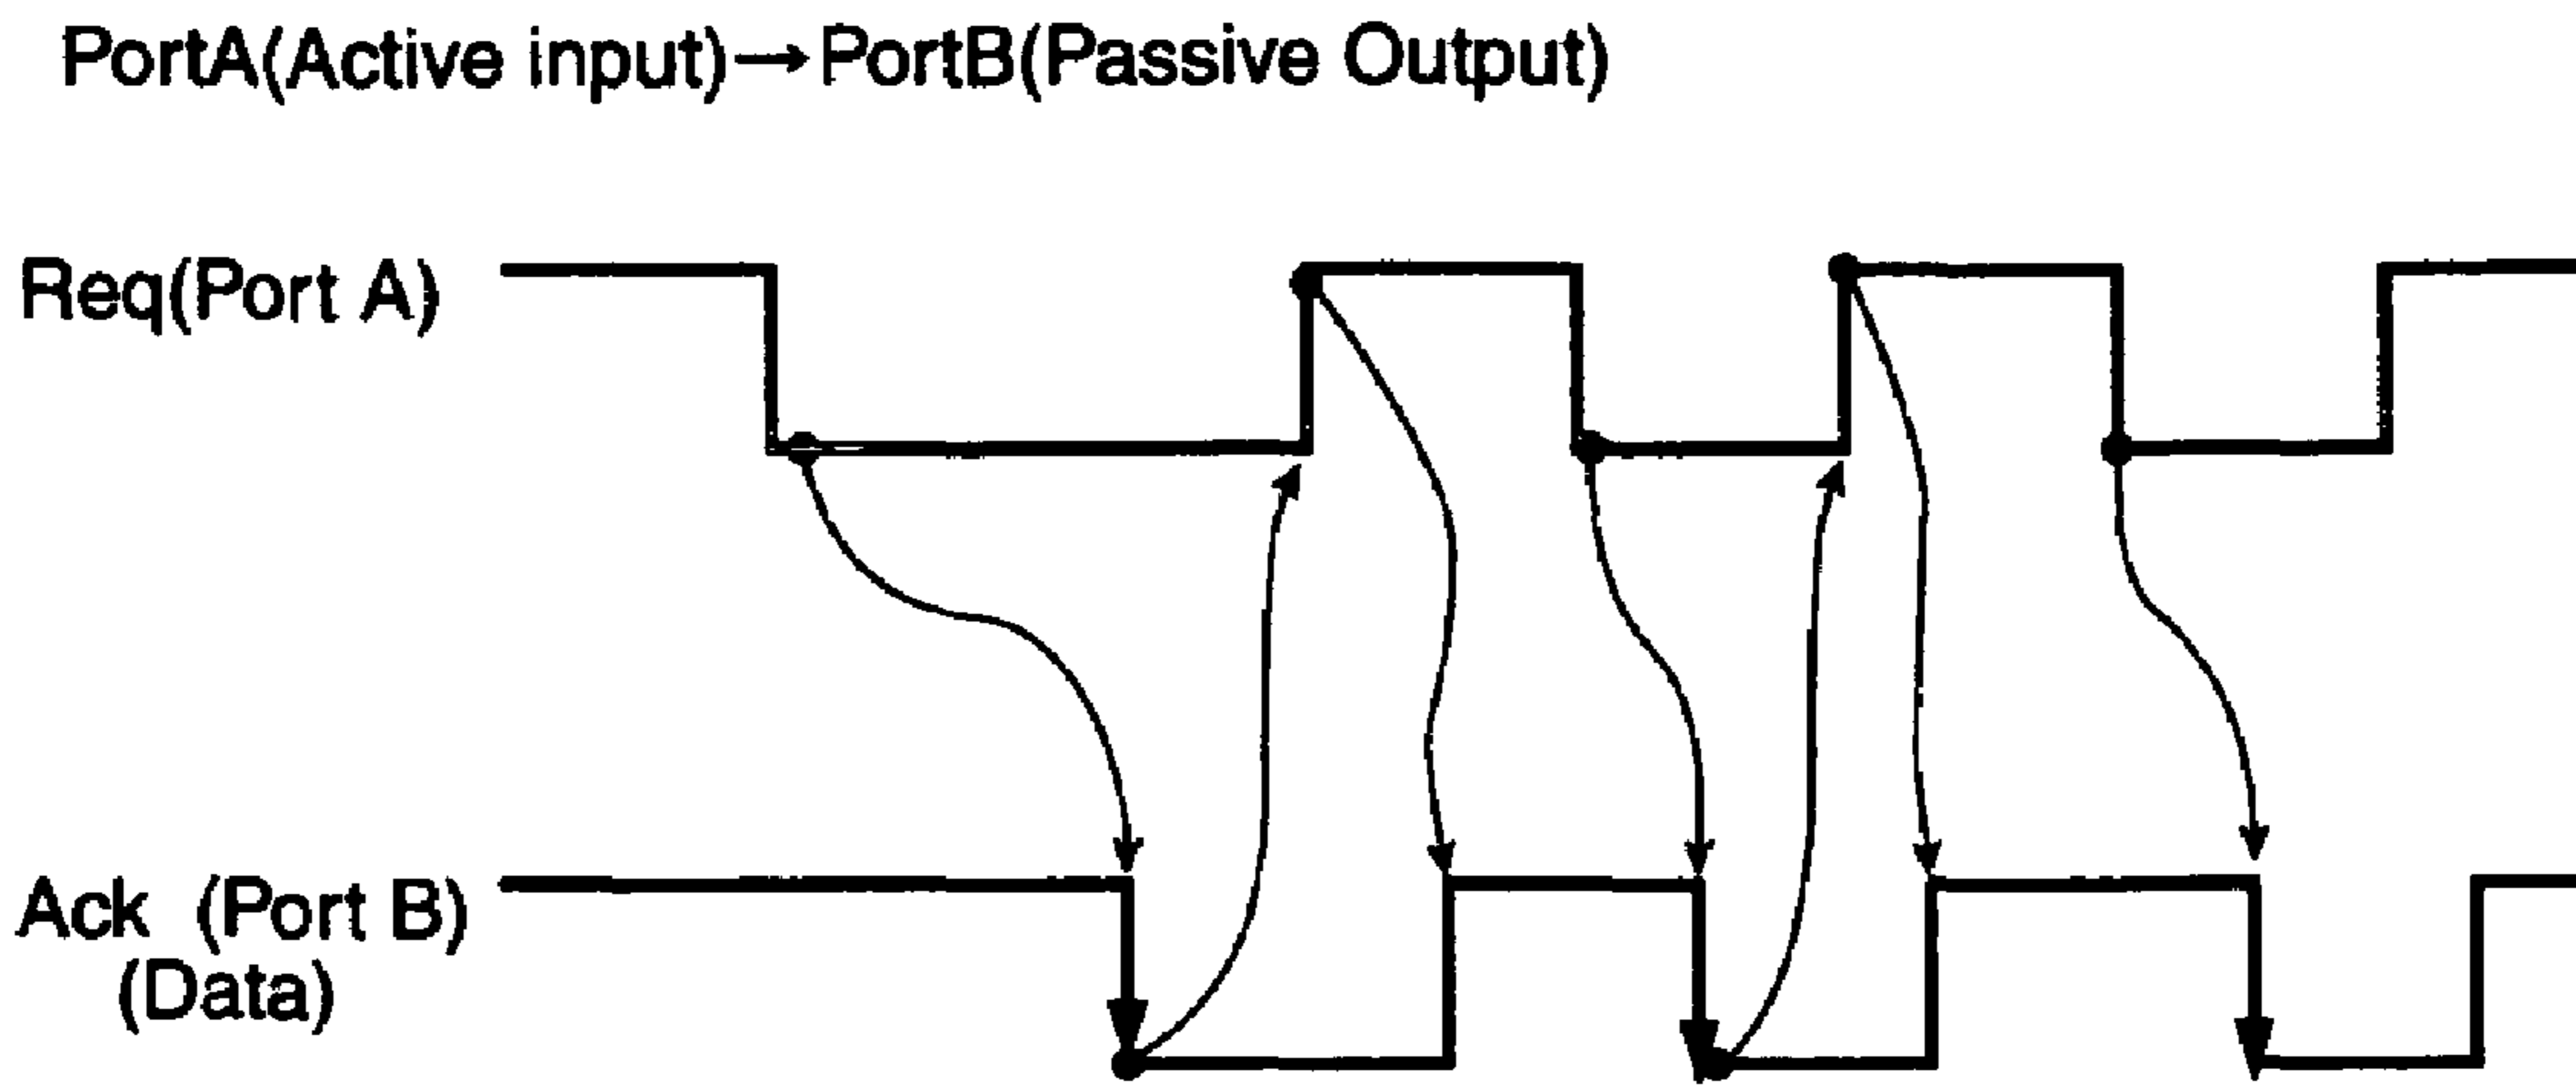 PortA(Active input)→PortB(Passive Output)
Req(Port A)
Ack (Port B)
(Data)